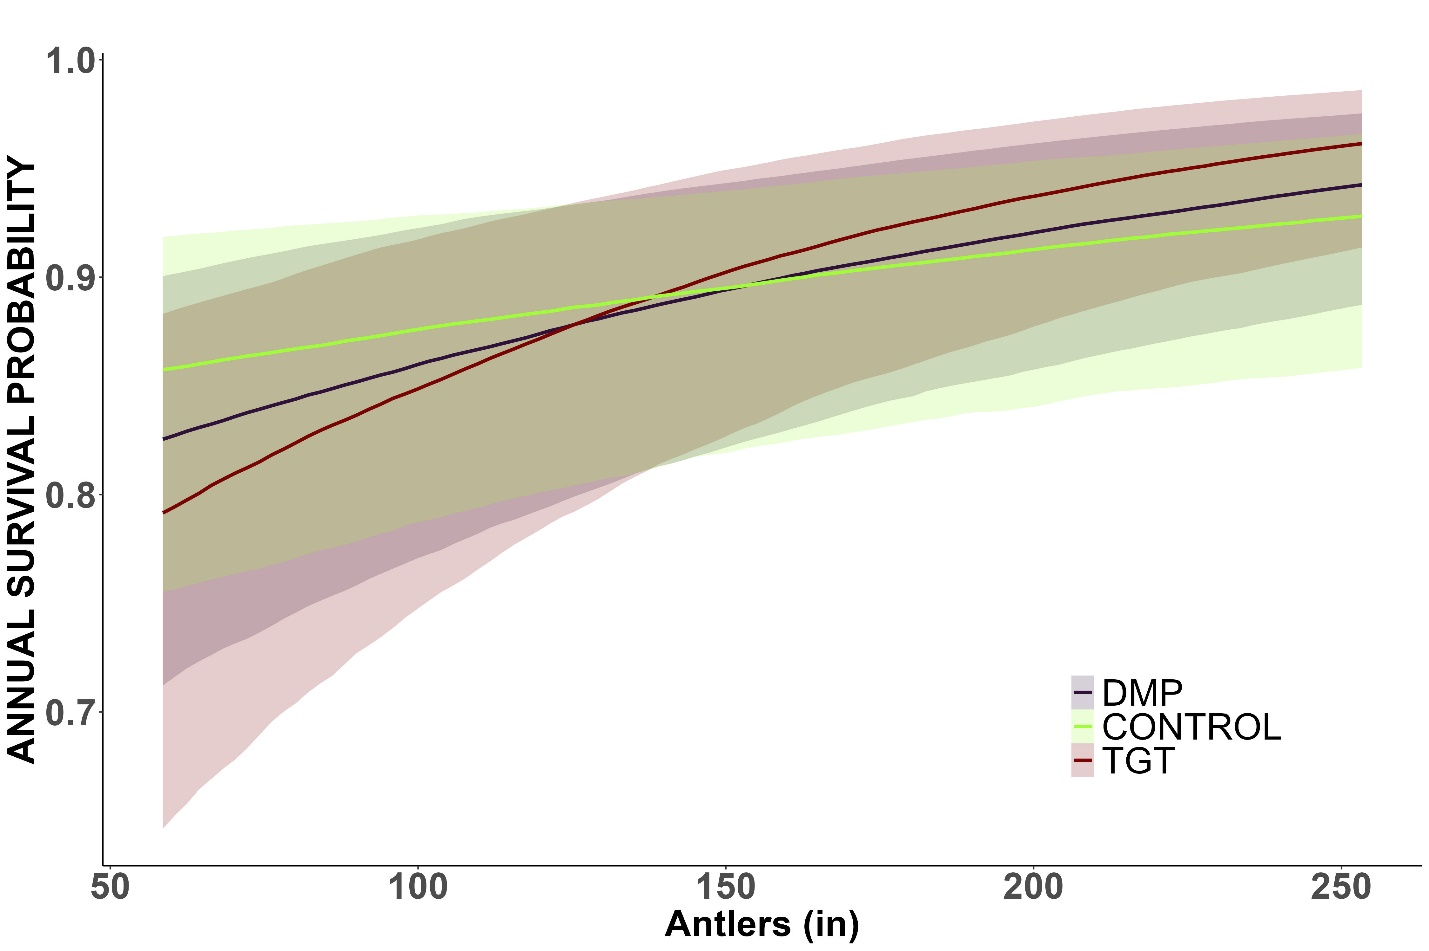 ANNUAL SURVIVAL PROBABILITY
1.0
0.9
0.8
0.7
DMP
CONTROL
TGT
50 100 150 200 250
Antlers (in)